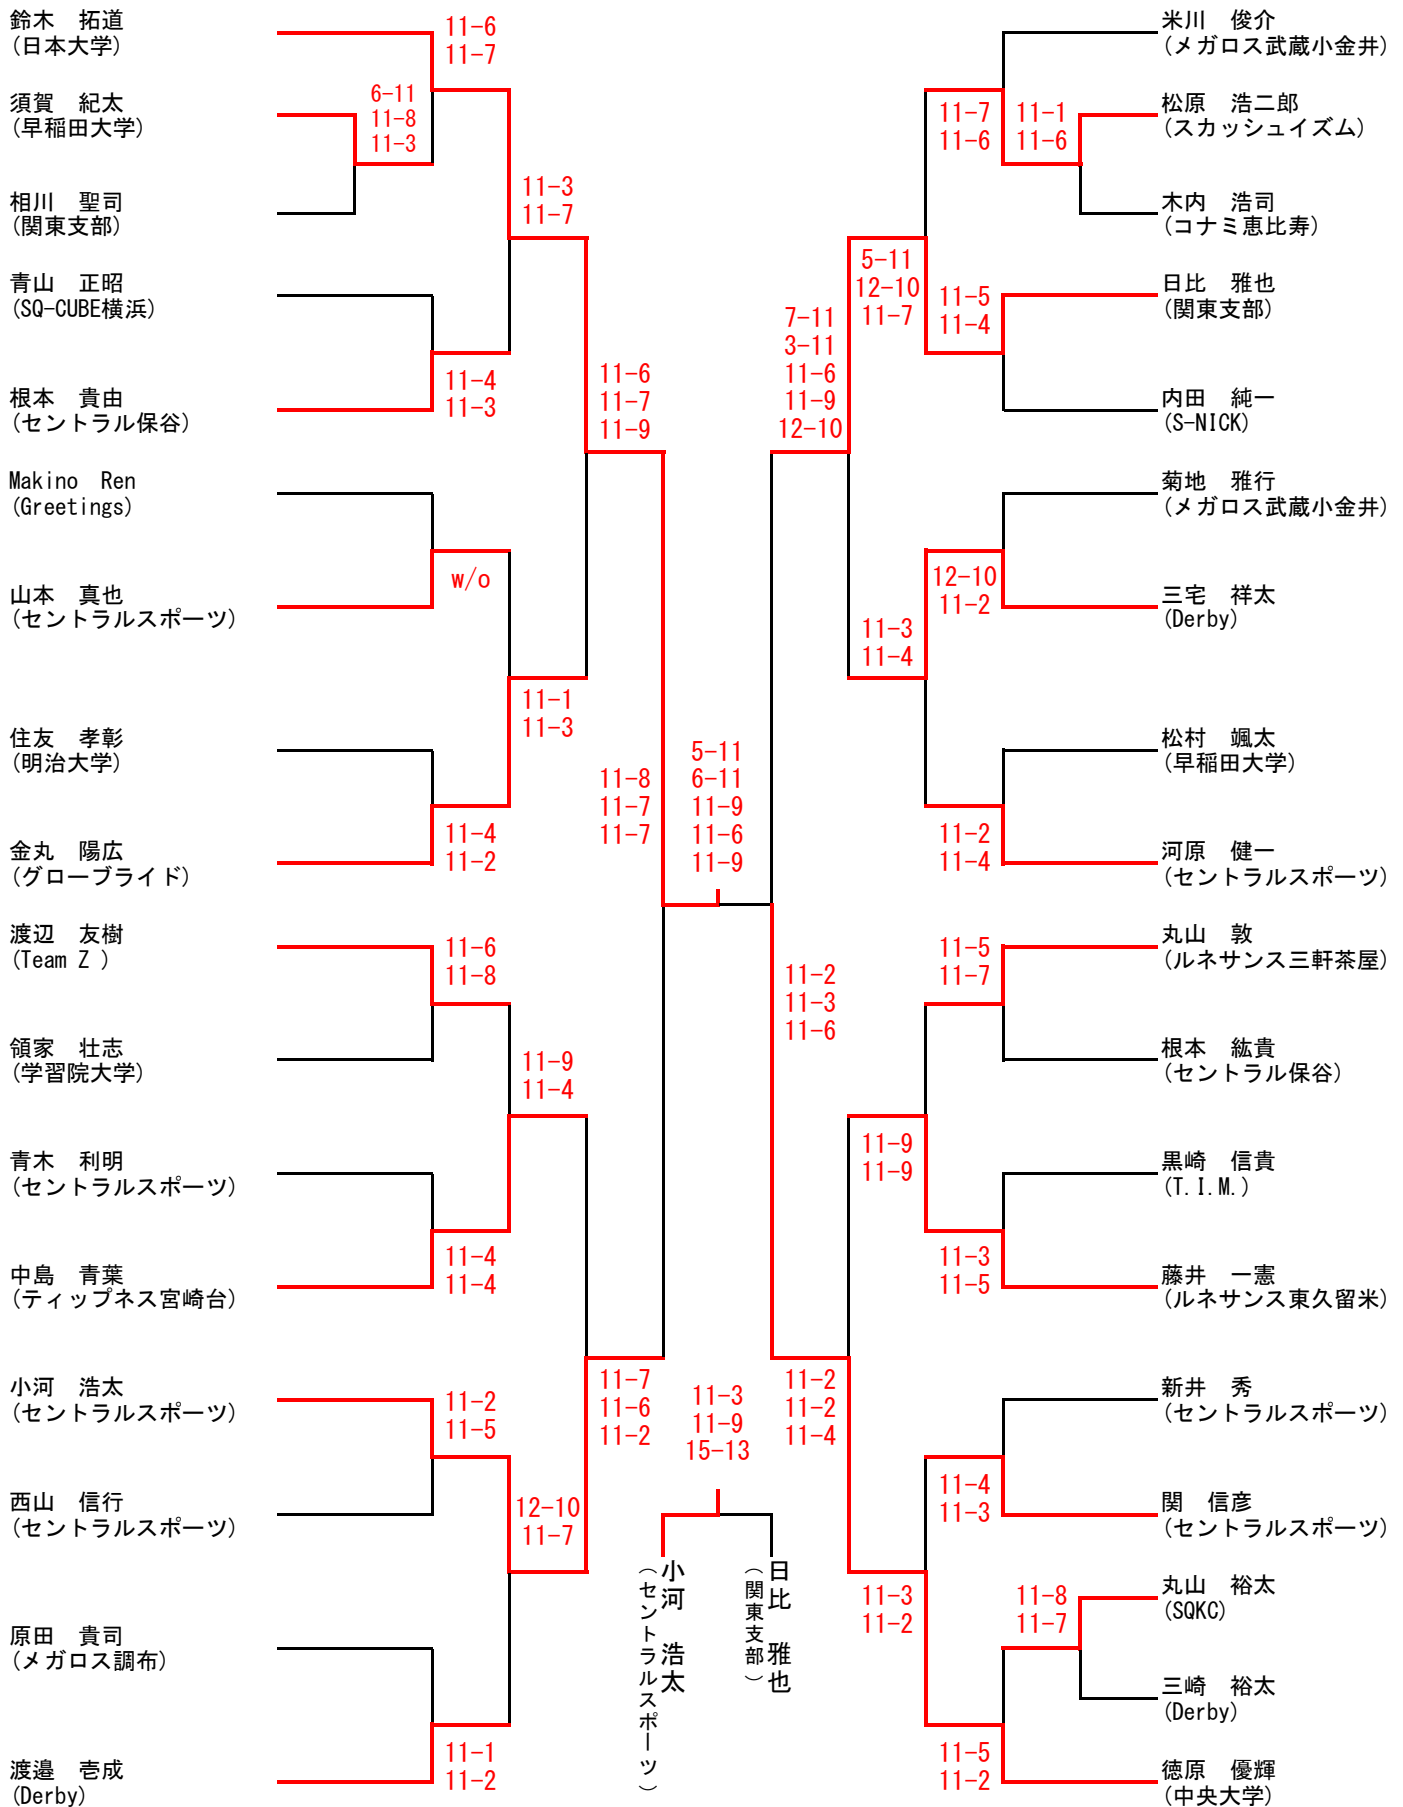 鈴木　拓道
(日本大学)
須賀　紀太
(早稲田大学)
相川　聖司
(関東支部)
青山　正昭
(SQ-CUBE横浜)
根本　貴由
(セントラル保谷)
Makino　Ren
(Greetings)
山本　真也
(セントラルスポーツ)
住友　孝彰
(明治大学)
金丸　陽広
(グローブライド)
渡辺　友樹
(Team Z )
領家　壮志
(学習院大学)
青木　利明
(セントラルスポーツ)
中島　青葉
(ティップネス宮崎台)
小河　浩太
(セントラルスポーツ)
西山　信行
(セントラルスポーツ)
原田　貴司
(メガロス調布)
渡邉　壱成
(Derby)
11-6
11-7
6-11
11-8
11-3
11-4
11-3
w/o
11-4
11-2
11-6
11-8
11-4
11-4
11-2
11-5
11-1
11-2
11-3
11-7
11-1
11-3
11-9
11-4
12-10
11-7
11-6
11-7
11-9
11-7
11-6
11-2
11-8
11-7
11-7
5-11
6-11
11-9
11-6
11-9
11-3
11-9
15-13
小河　浩太
(セントラルスポーツ)
日比　雅也
(関東支部)
7-11
3-11
11-6
11-9
12-10
11-2
11-3
11-6
11-2
11-2
11-4
5-11
12-10
11-7
11-3
11-4
11-9
11-9
11-3
11-2
11-7
11-6
11-1
11-6
11-5
11-4
12-10
11-2
11-2
11-4
11-5
11-7
11-3
11-5
11-4
11-3
11-8
11-7
11-5
11-2
米川　俊介
(メガロス武蔵小金井)
松原　浩二郎
(スカッシュイズム)
木内　浩司
(コナミ恵比寿)
日比　雅也
(関東支部)
内田　純一
(S-NICK)
菊地　雅行
(メガロス武蔵小金井)
三宅　祥太
(Derby)
松村　颯太
(早稲田大学)
河原　健一
(セントラルスポーツ)
丸山　敦
(ルネサンス三軒茶屋)
根本　紘貴
(セントラル保谷)
黒崎　信貴
(T.I.M.)
藤井　一憲
(ルネサンス東久留米)
新井　秀
(セントラルスポーツ)
関　信彦
(セントラルスポーツ)
丸山　裕太
(SQKC)
三崎　裕太
(Derby)
徳原　優輝
(中央大学)